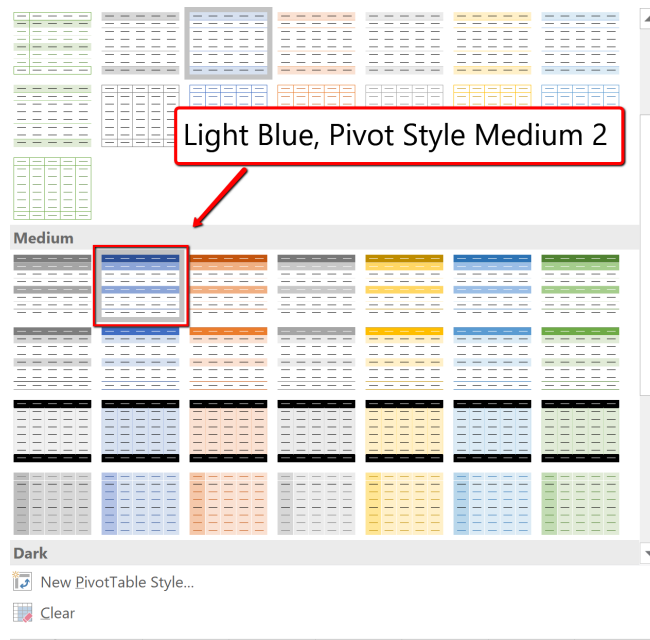 Light Blue, Pivot Style Medium 2
Medium
Dark
New PivotTable Style...
Clear